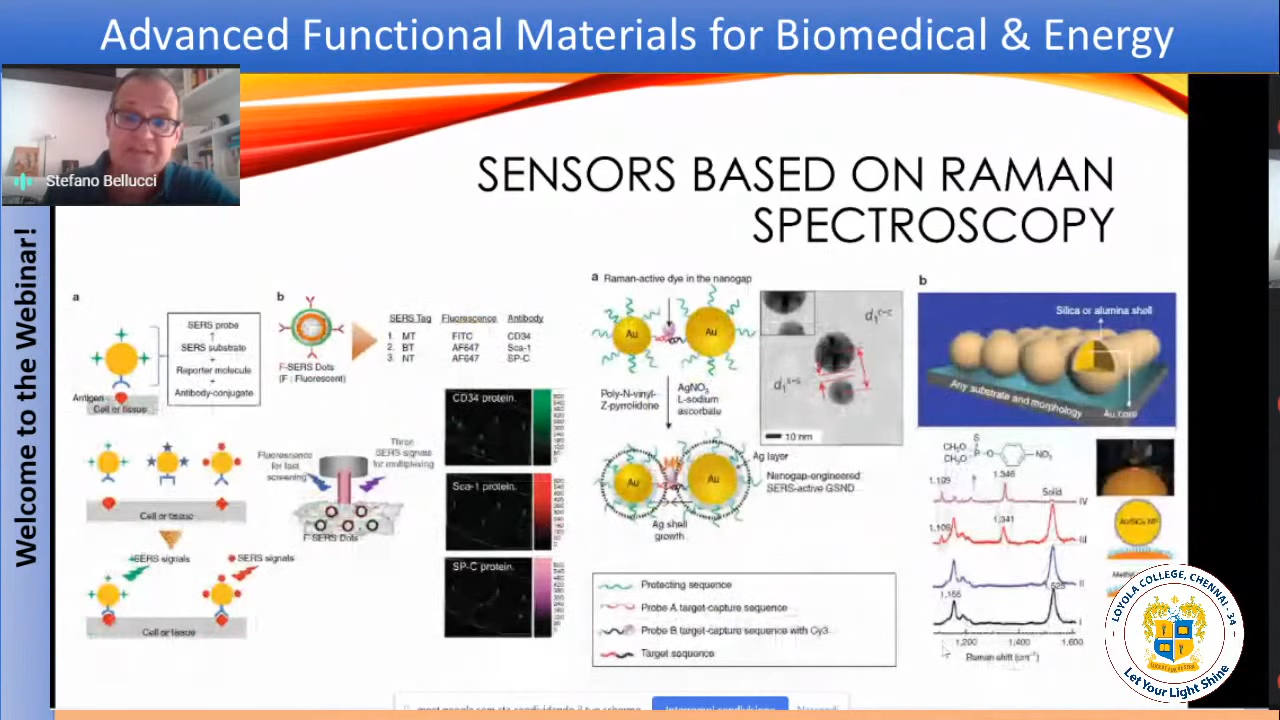 Advanced Functional Materials for Biomedical & Energy
Stefano Bellucci
Welcome to the Webinar!
SENSORS BASED ON RAMAN
SPECTROSCOPY
a
SERS probe
↑
SERS substrate
+
Reporter molecule
+
Antibody-conjugate
Antigen
Cell or tissue
Cell or tissue
SERS signals
SERS signals
Cell or tissue
b
F-SERS Dots
(F : Fluorescent)
SERS Tag Fluorescence Antibody
1. MT FITC CD34
2. BT AF647 Sca-1
3. NT AF647 SP-C
Fluorescence
for fast
screening
Three
SERS signals
for multiplexing
F-SERS Dots
CD34 protein.
Sca-1 protein.
SP-C protein.
a Raman-active dye in the nanogap
Au
Au
Poly-N-vinyl-
2-pyrrolidone
AgNO3
L-sodium
ascorbate
10 nm
Au
Au
Ag layer
Nanogap-engineered
SERS-active GSND
Ag shell
growth
Protecting sequence
Probe A target-capture sequence
Probe B target-capture sequence with Cy3
Target sequence
b
Silica or alumina shell
Any substrate and morphology
Au core
CH3O
CH3O
S
P
O
NO2
1,109
1,346
Solid
IV
1,108
1,341
III
II
1,155
1,525
I
1,200 1,400 1,600
Raman shift (cm⁻¹)
LOYOLA COLLEGE, CHENNAI - 34
Let Your Light Shine